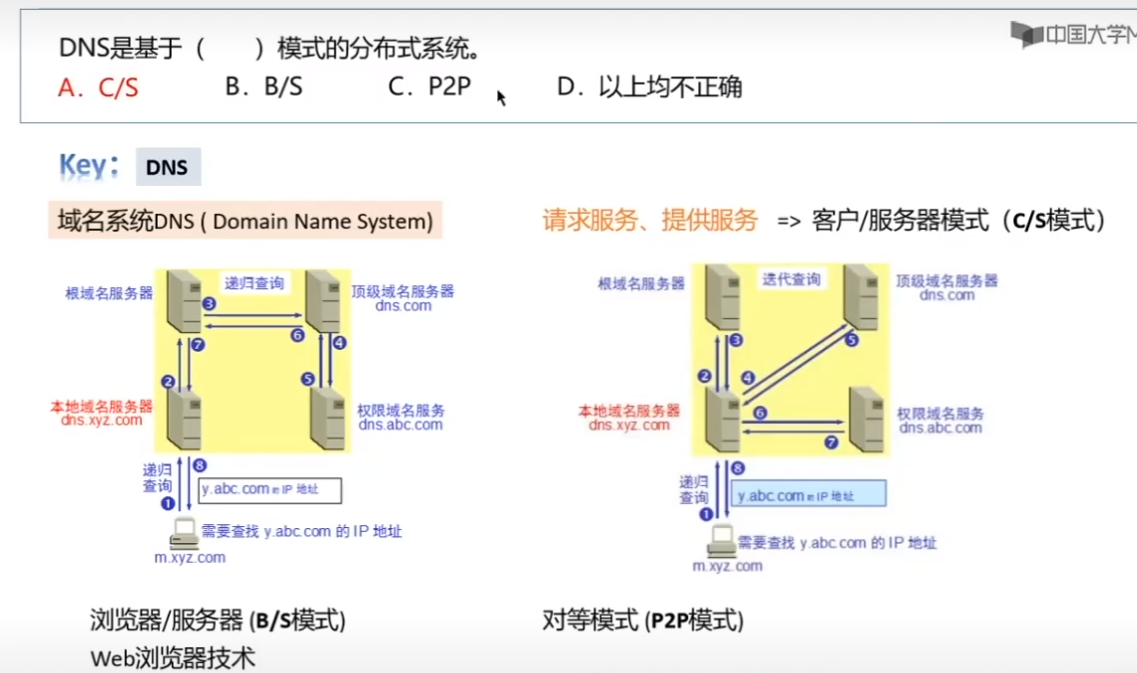 中国大学M
DNS是基于（ ）模式的分布式系统。
A．C/S B．B/S C．P2P D．以上均不正确
Key： DNS
域名系统DNS ( Domain Name System)
请求服务、提供服务 => 客户/服务器模式（C/S模式）
递归查询
根域名服务器
顶级域名服务器
dns.com
③
⑥
⑦
④
②
⑤
本地域名服务器
dns.xyz.com
权限域名服务
dns.abc.com
递归
查询
⑧
①
y.abc.com 的 IP 地址
需要查找 y.abc.com 的 IP 地址
m.xyz.com
迭代查询
根域名服务器
顶级域名服务器
dns.com
③
⑤
②
④
本地域名服务器
dns.xyz.com
⑥
⑦
权限域名服务
dns.abc.com
递归
查询
⑧
①
y.abc.com 的 IP 地址
需要查找 y.abc.com 的 IP 地址
m.xyz.com
浏览器/服务器 (B/S模式)
Web浏览器技术
对等模式 (P2P模式)